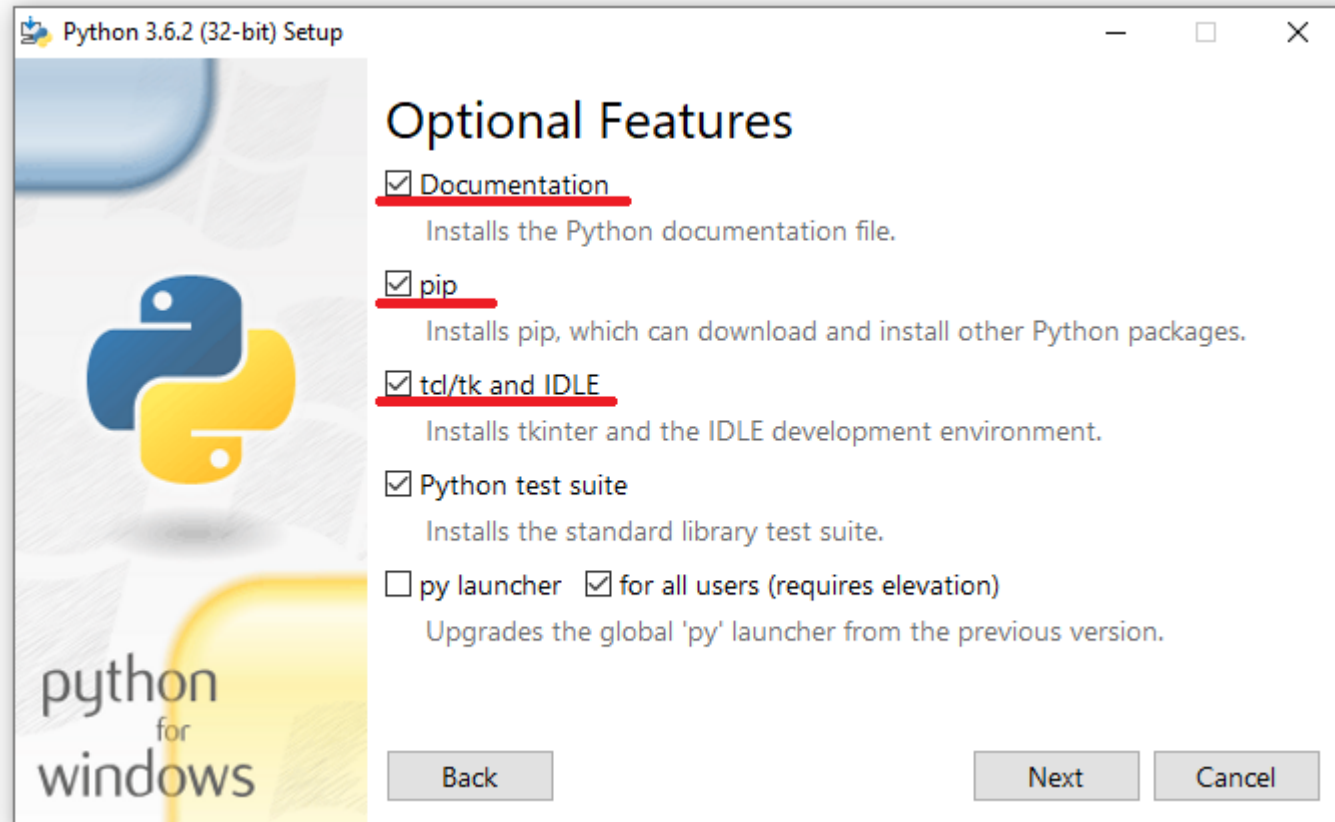 Python 3.6.2 (32-bit) Setup
Optional Features
Documentation
Installs the Python documentation file.
pip
Installs pip, which can download and install other Python packages.
tcl/tk and IDLE
Installs tkinter and the IDLE development environment.
Python test suite
Installs the standard library test suite.
py launcher for all users (requires elevation)
Upgrades the global 'py' launcher from the previous version.
python
for
windows
Back Next Cancel